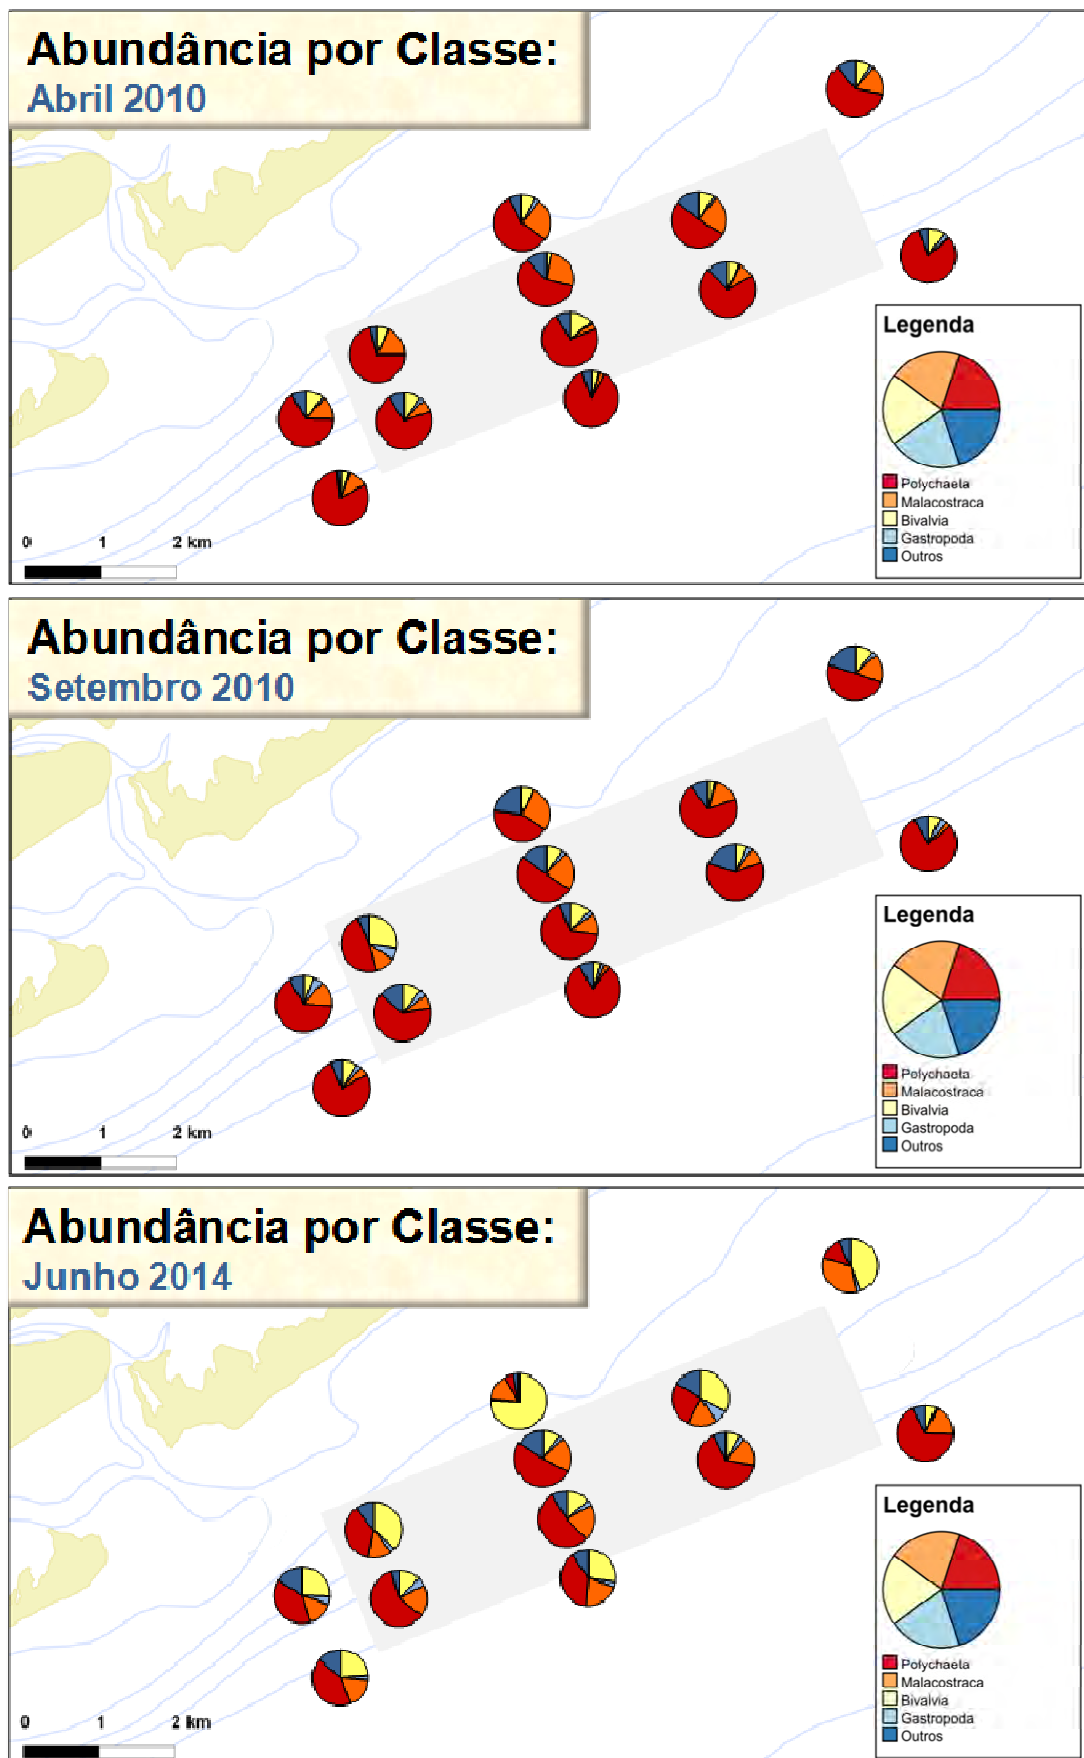 Abundância por Classe:
Abril 2010
Legenda
Polychaeta
Malacostraca
Bivalvia
Gastropoda
Outros
0 1 2 km
Abundância por Classe:
Setembro 2010
Legenda
Polychaeta
Malacostraca
Bivalvia
Gastropoda
Outros
0 1 2 km
Abundância por Classe:
Junho 2014
Legenda
Polychaeta
Malacostraca
Bivalvia
Gastropoda
Outros
0 1 2 km